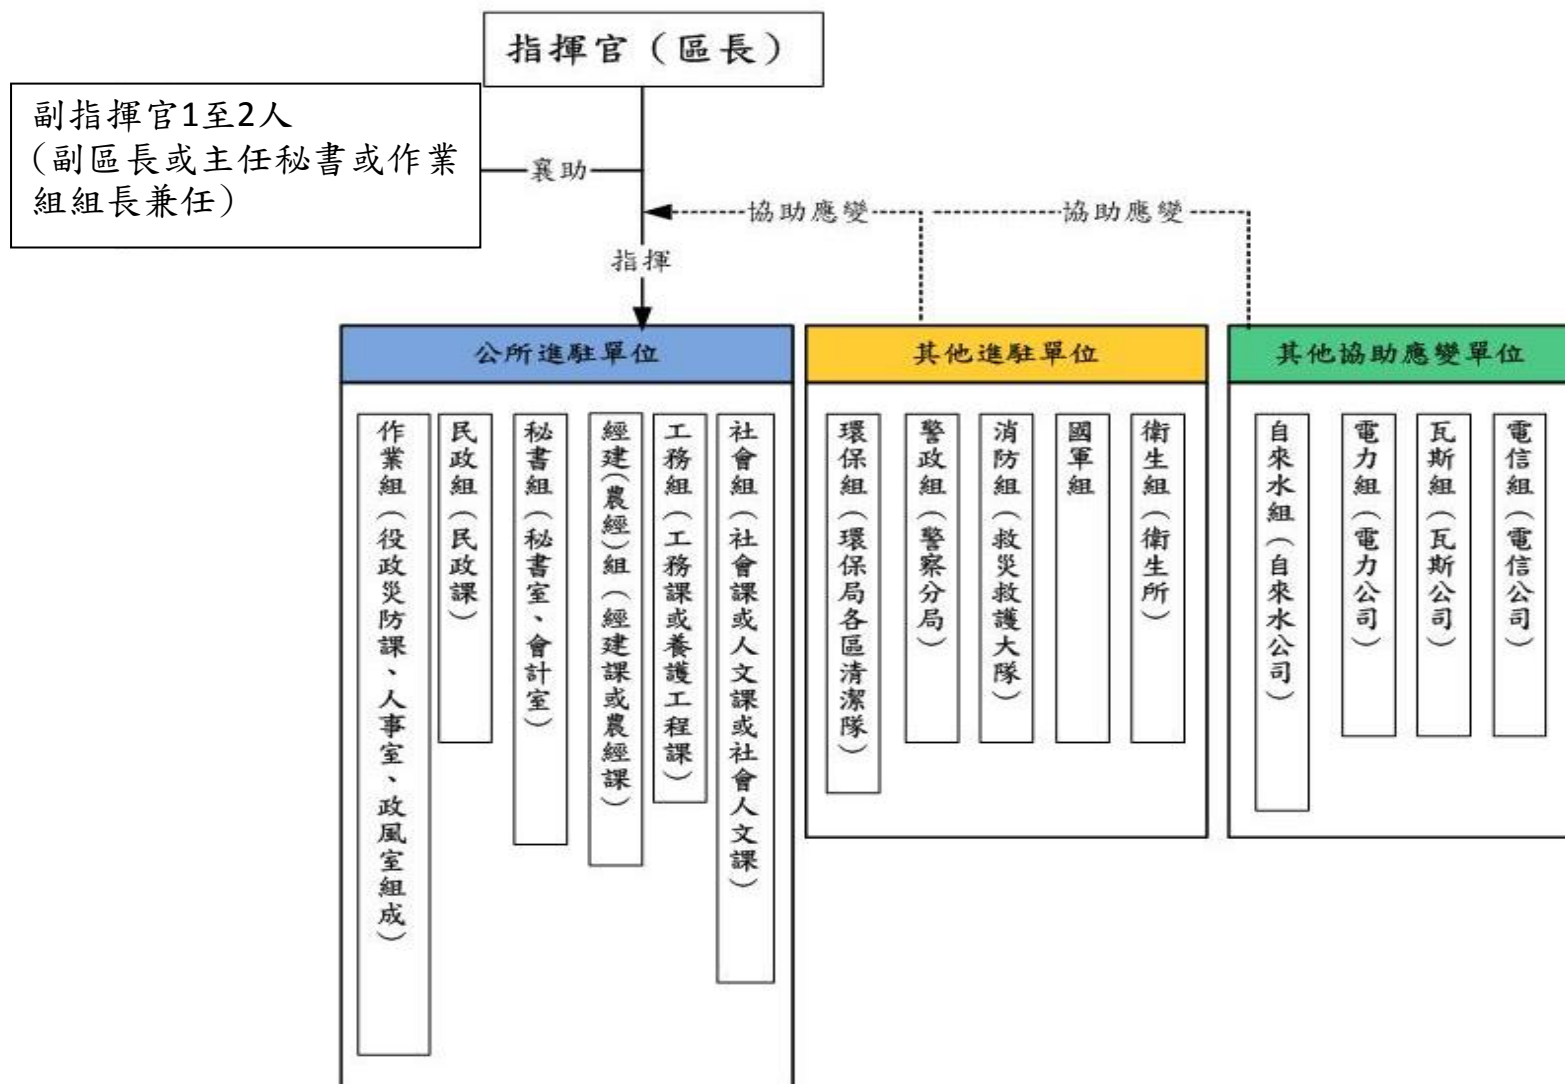 指揮官（區長）
副指揮官1至2人
（副區長或主任秘書或作業
組組長兼任）
襄助
協助應變
協助應變
指揮
公所進駐單位
其他進駐單位
其他協助應變單位
作業組（役政災防課、人事室、政風室組成）
民政組（民政課）
秘書組（秘書室、會計室）
經建(農經)組（經建課或農經課）
工務組（工務課或養護工程課）
社會組（社會課或人文課或社會人文課）
環保組（環保局各區清潔隊）
警政組（警察分局）
消防組（救災救護大隊）
國軍組
衛生組（衛生所）
自來水組（自來水公司）
電力組（電力公司）
瓦斯組（瓦斯公司）
電信組（電信公司）